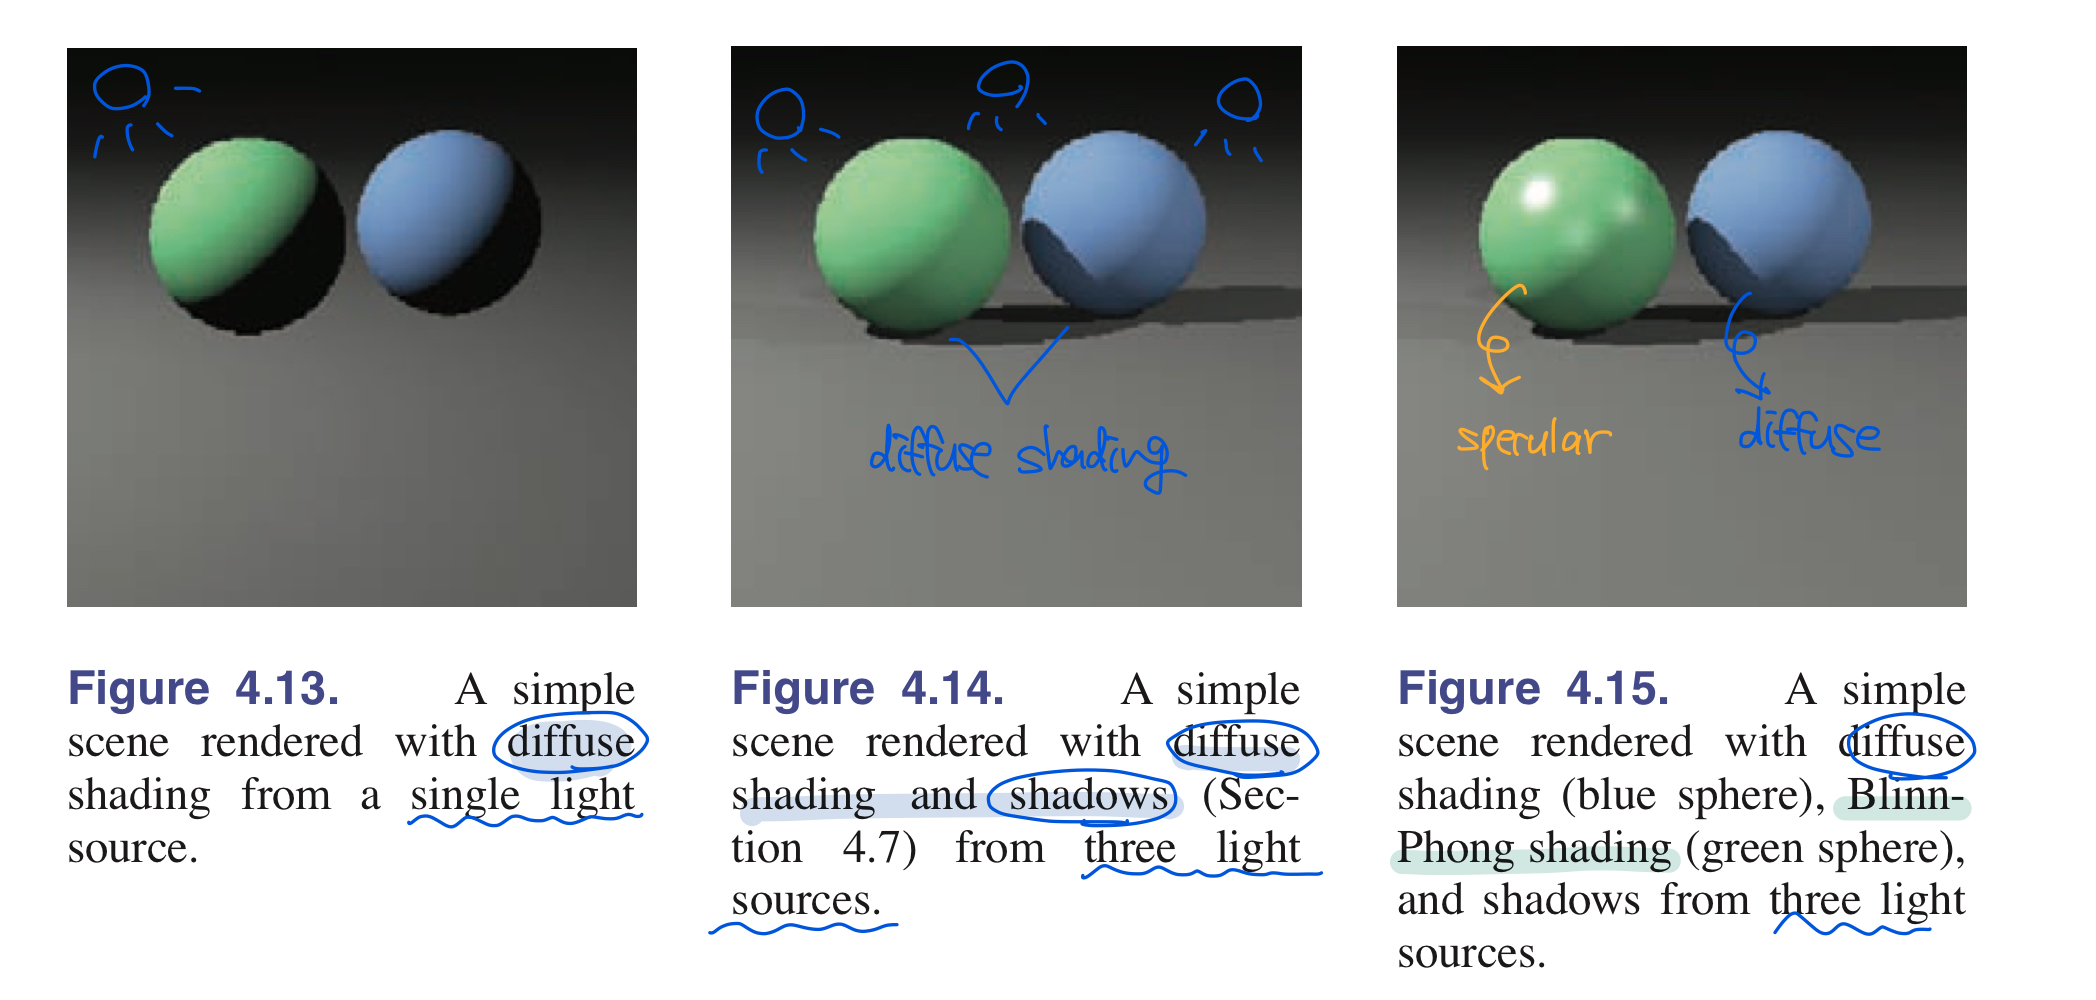 diffuse shading
specular
diffuse
Figure 4.13. A simple
scene rendered with diffuse
shading from a single light
source.
Figure 4.14. A simple
scene rendered with diffuse
shading and shadows (Sec-
tion 4.7) from three light
sources.
Figure 4.15. A simple
scene rendered with diffuse
shading (blue sphere), Blinn-
Phong shading (green sphere),
and shadows from three light
sources.